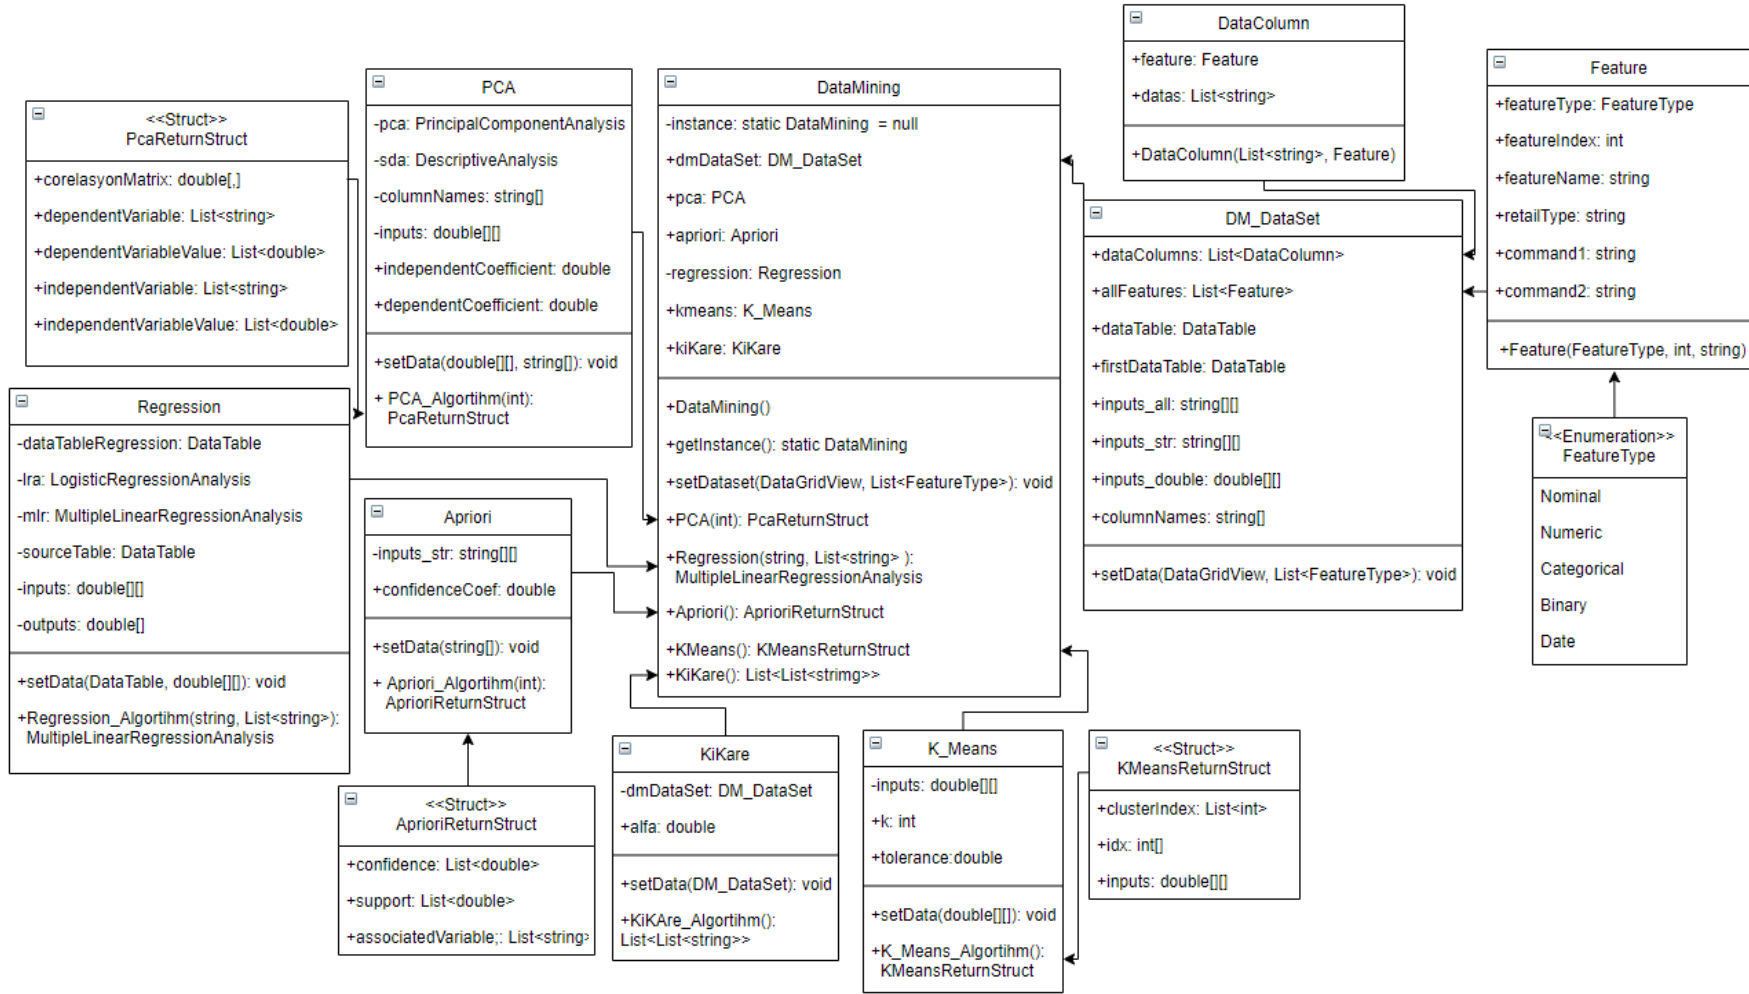 <<Struct>>
PcaReturnStruct
+corelasyonMatrix: double[,]
+dependentVariable: List<string>
+dependentVariableValue: List<double>
+independentVariable: List<string>
+independentVariableValue: List<double>
PCA
-pca: PrincipalComponentAnalysis
-sda: DescriptiveAnalysis
-columnNames: string[]
-inputs: double[][]
+independentCoefficient: double
+dependentCoefficient: double
+setData(double[][], string[]): void
+ PCA_Algortihm(int):
PcaReturnStruct
DataMining
-instance: static DataMining = null
+dmDataSet: DM_DataSet
+pca: PCA
+apriori: Apriori
-regression: Regression
+kmeans: K_Means
+kiKare: KiKare
+DataMining()
+getInstance(): static DataMining
+setDataset(DataGridView, List<FeatureType>): void
+PCA(int): PcaReturnStruct
+Regression(string, List<string> ):
MultipleLinearRegressionAnalysis
+Apriori(): AprioriReturnStruct
+KMeans(): KMeansReturnStruct
+KiKare(): List<List<strimg>>
DataColumn
+feature: Feature
+datas: List<string>
+DataColumn(List<string>, Feature)
DM_DataSet
+dataColumns: List<DataColumn>
+allFeatures: List<Feature>
+dataTable: DataTable
+firstDataTable: DataTable
+inputs_all: string[][]
+inputs_str: string[][]
+inputs_double: double[][]
+columnNames: string[]
+setData(DataGridView, List<FeatureType>): void
Feature
+featureType: FeatureType
+featureIndex: int
+featureName: string
+retailType: string
+command1: string
+command2: string
+Feature(FeatureType, int, string)
<<Enumeration>>
FeatureType
Nominal
Numeric
Categorical
Binary
Date
Regression
-dataTableRegression: DataTable
-lra: LogisticRegressionAnalysis
-mlr: MultipleLinearRegressionAnalysis
-sourceTable: DataTable
-inputs: double[][]
-outputs: double[]
+setData(DataTable, double[][]): void
+Regression_Algortihm(string, List<string>):
MultipleLinearRegressionAnalysis
Apriori
-inputs_str: string[][]
+confidenceCoef: double
+setData(string[]): void
+ Apriori_Algortihm(int):
AprioriReturnStruct
<<Struct>>
AprioriReturnStruct
+confidence: List<double>
+support: List<double>
+associatedVariable;: List<string>
KiKare
-dmDataSet: DM_DataSet
+alfa: double
+setData(DM_DataSet): void
+KiKAre_Algortihm():
List<List<string>>
K_Means
-inputs: double[][]
+k: int
+tolerance:double
+setData(double[][]): void
+K_Means_Algortihm():
KMeansReturnStruct
<<Struct>>
KMeansReturnStruct
+clusterIndex: List<int>
+idx: int[]
+inputs: double[][]